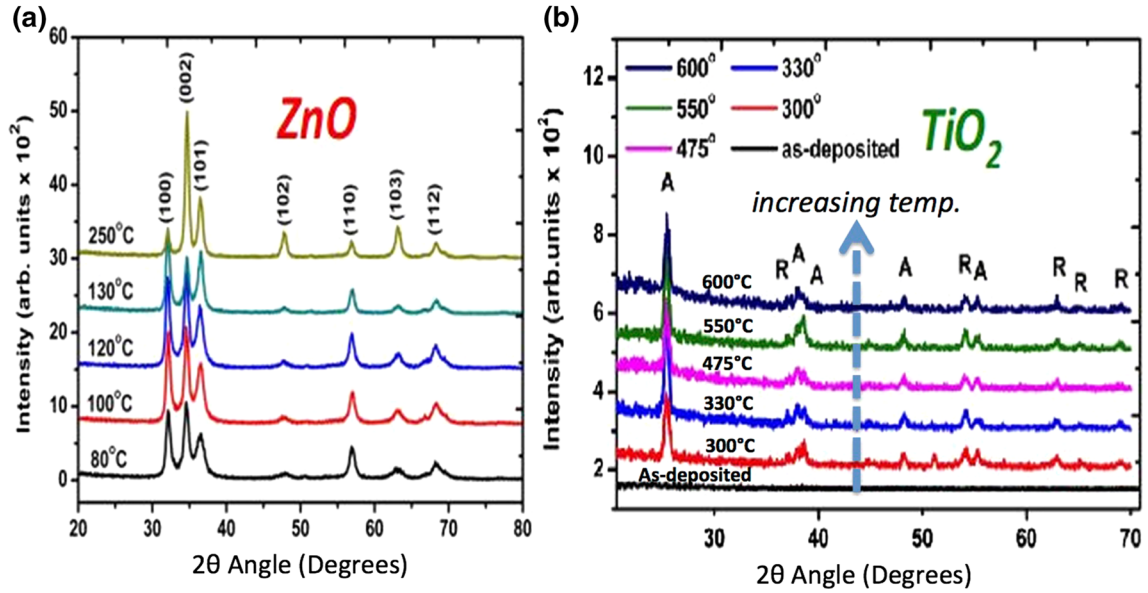 (a)
60
50
40
30
20
10
0
Intensity (arb. units x 10²)
ZnO
(100)
(002)
(101)
(102)
(110)
(103)
(112)
250°C
130°C
120°C
100°C
80°C
20 30 40 50 60 70 80
2θ Angle (Degrees)
(b)
12
10
8
6
4
2
Intensity (arb.units x 10²)
600° 330°
550° 300°
475° as-deposited
TiO₂
increasing temp.
A
R A A A R A R R R
600°C
550°C
475°C
330°C
300°C
As-deposited
30 40 50 60 70
2θ Angle (Degrees)